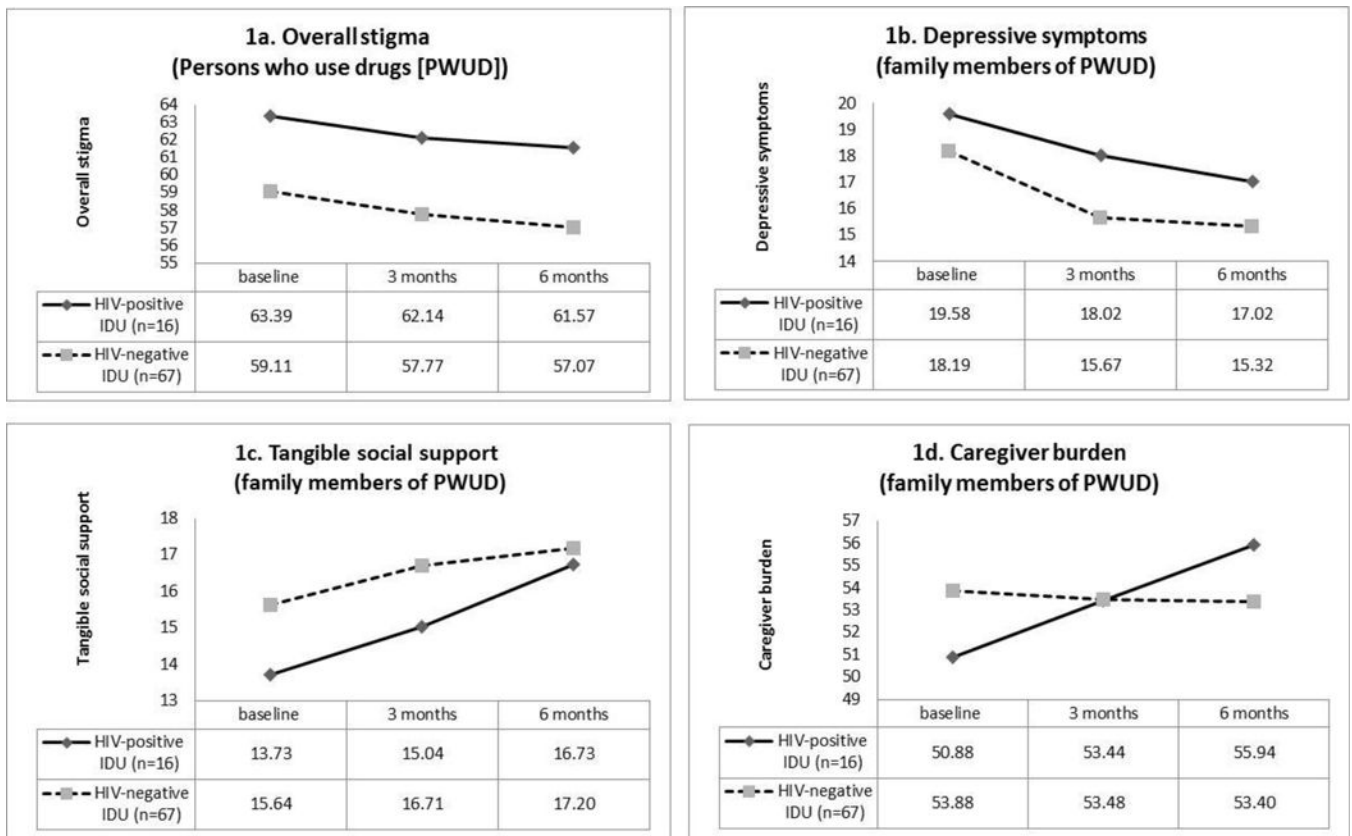 1a. Overall stigma
(Persons who use drugs [PWUD])
Overall stigma
64
63
62
61
60
59
58
57
56
55
baseline 3 months 6 months
HIV-positive
IDU (n=16) 63.39 62.14 61.57
HIV-negative
IDU (n=67) 59.11 57.77 57.07
1b. Depressive symptoms
(family members of PWUD)
Depressive symptoms
20
19
18
17
16
15
14
baseline 3 months 6 months
HIV-positive
IDU (n=16) 19.58 18.02 17.02
HIV-negative
IDU (n=67) 18.19 15.67 15.32
1c. Tangible social support
(family members of PWUD)
Tangible social support
18
17
16
15
14
13
baseline 3 months 6 months
HIV-positive
IDU (n=16) 13.73 15.04 16.73
HIV-negative
IDU (n=67) 15.64 16.71 17.20
1d. Caregiver burden
(family members of PWUD)
Caregiver burden
57
56
55
54
53
52
51
50
49
baseline 3 months 6 months
HIV-positive
IDU (n=16) 50.88 53.44 55.94
HIV-negative
IDU (n=67) 53.88 53.48 53.40